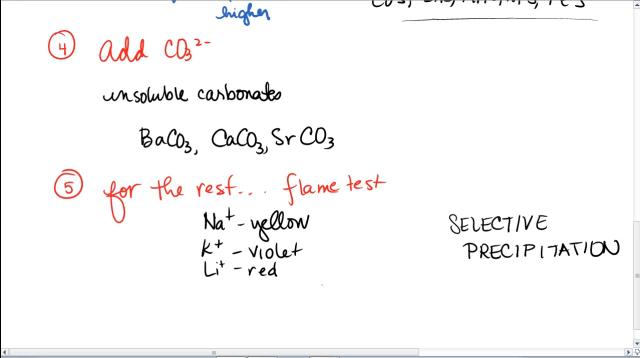 higher
④ add CO₃²⁻
unsoluble carbonates
BaCO₃, CaCO₃, SrCO₃
⑤ for the rest... flame test
Na⁺ - yellow
K⁺ - violet
Li⁺ - red
SELECTIVE
PRECIPITATION